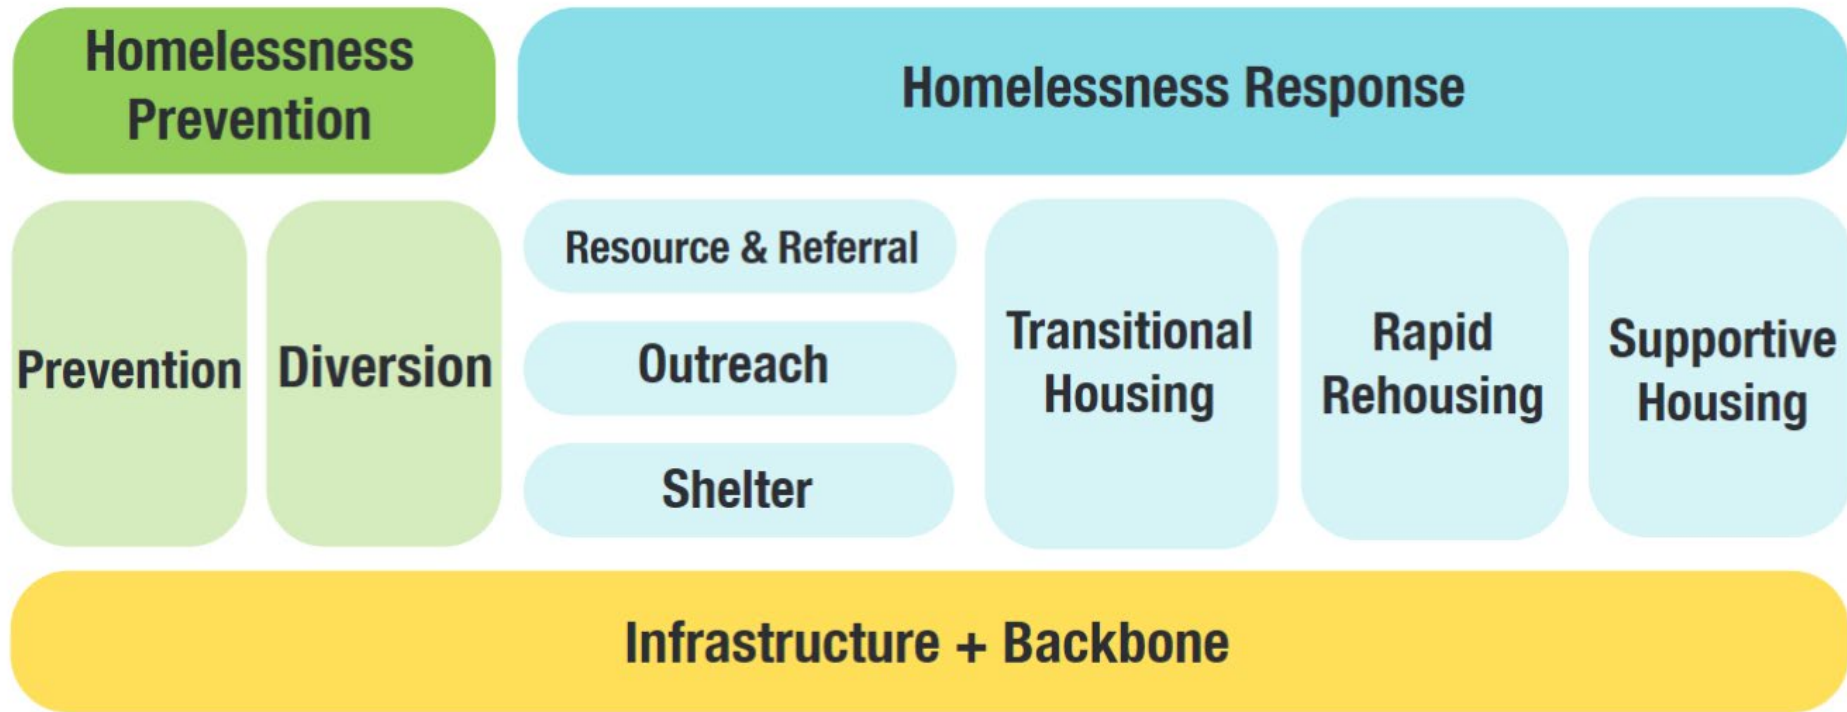 Homelessness
Prevention
Homelessness Response
Prevention
Diversion
Resource & Referral
Outreach
Shelter
Transitional
Housing
Rapid
Rehousing
Supportive
Housing
Infrastructure + Backbone